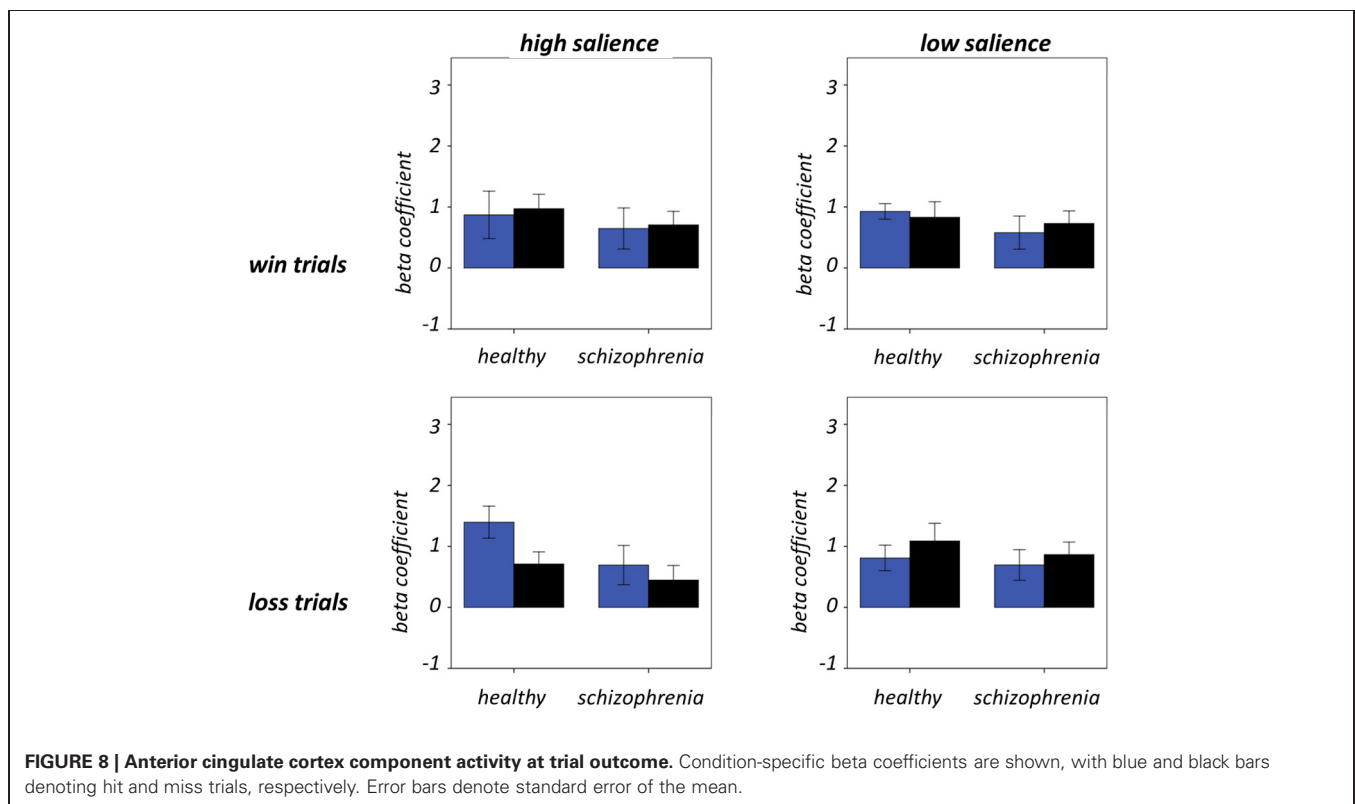 high salience
low salience
3
2
1
0
-1
beta coefficient
healthy schizophrenia
3
2
1
0
-1
beta coefficient
healthy schizophrenia
win trials
3
2
1
0
-1
beta coefficient
healthy schizophrenia
3
2
1
0
-1
beta coefficient
healthy schizophrenia
loss trials
FIGURE 8 | Anterior cingulate cortex component activity at trial outcome. Condition-specific beta coefficients are shown, with blue and black bars
denoting hit and miss trials, respectively. Error bars denote standard error of the mean.